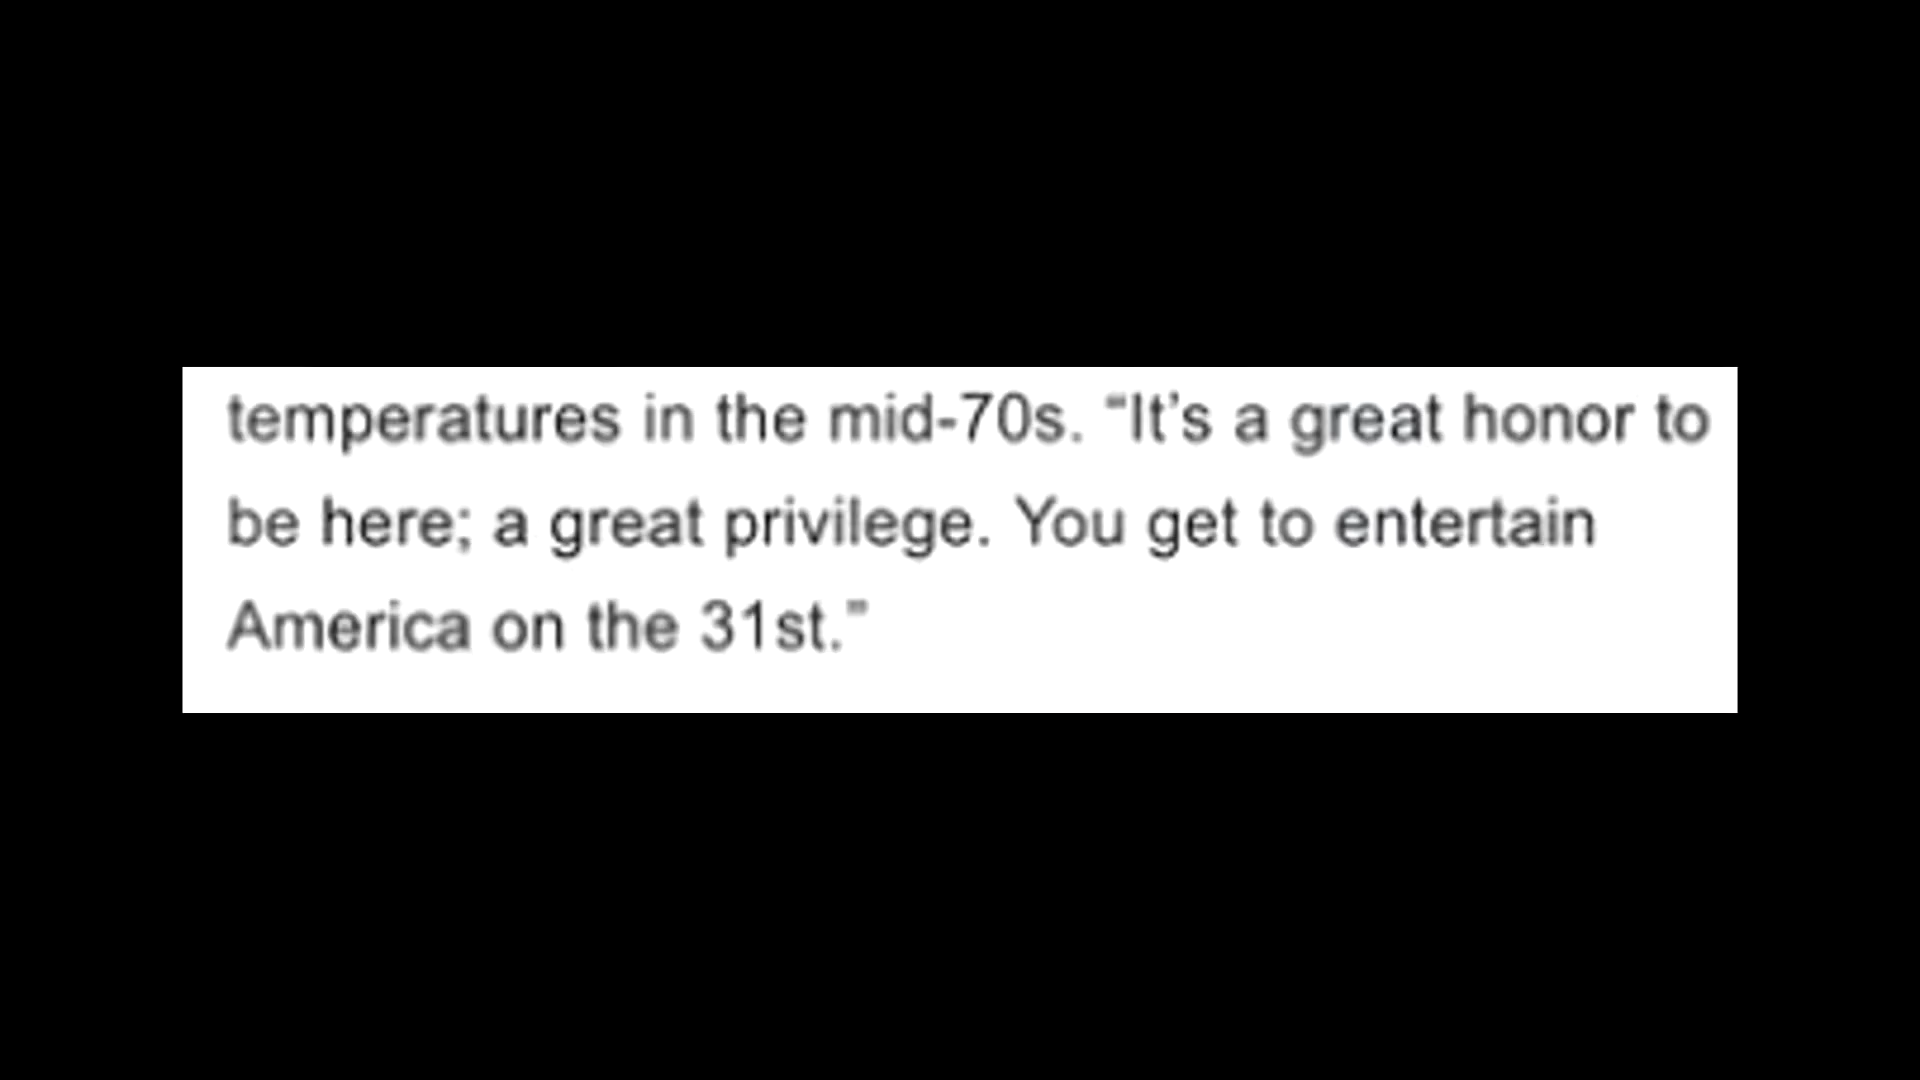 temperatures in the mid-70s. “It’s a great honor to
be here; a great privilege. You get to entertain
America on the 31st.”